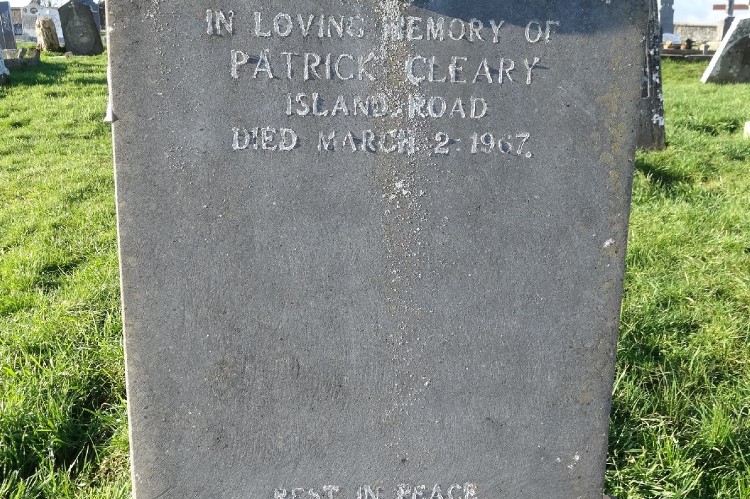 IN LOVING MEMORY OF
PATRICK CLEARY
ISLAND ROAD
DIED MARCH 2 1967.
REST IN PEACE